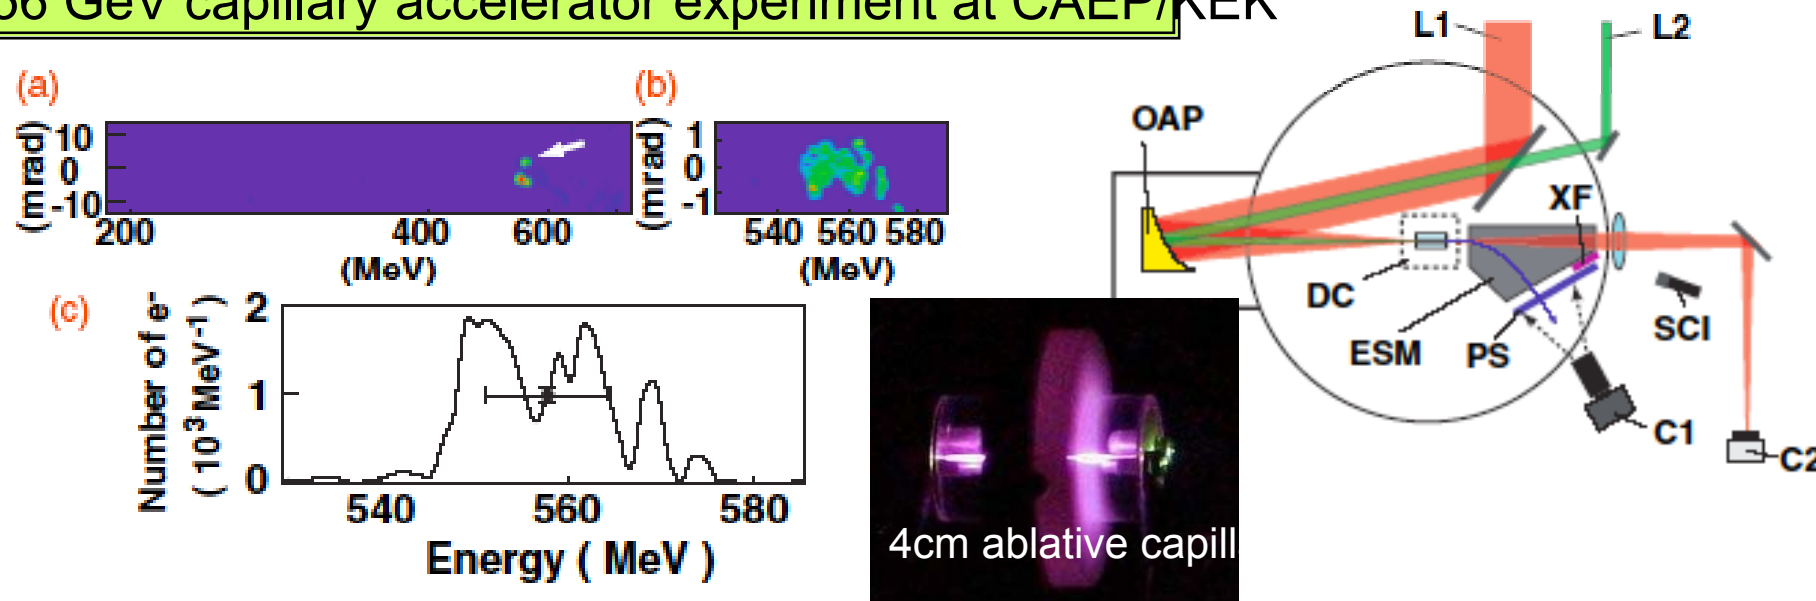 56 GeV capillary accelerator experiment at CAEP/KEK
(a)
(mrad)
10
0
-10
200 400 600
(MeV)
(b)
(mrad)
1
0
-1
540 560 580
(MeV)
(c)
Number of e-
(10³MeV⁻¹)
2
1
0
540 560 580
Energy ( MeV )
4cm ablative capill
L1
L2
OAP
XF
DC
ESM
PS
SCI
C1
C2